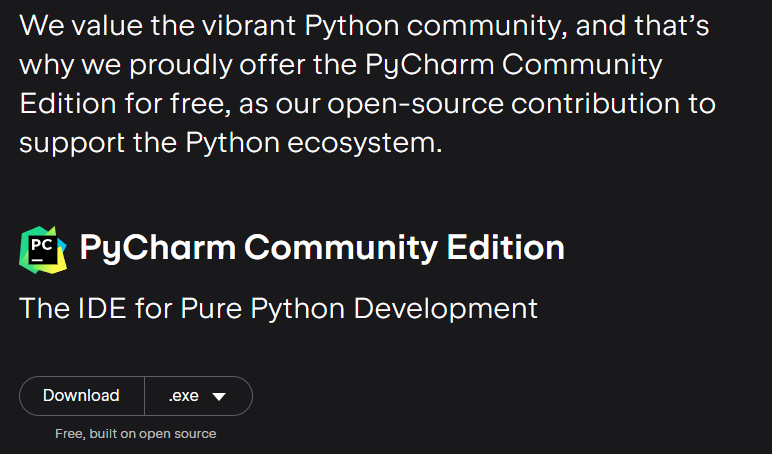 We value the vibrant Python community, and that’s
why we proudly offer the PyCharm Community
Edition for free, as our open-source contribution to
support the Python ecosystem.
PC
PyCharm Community Edition
The IDE for Pure Python Development
Download
.exe
Free, built on open source